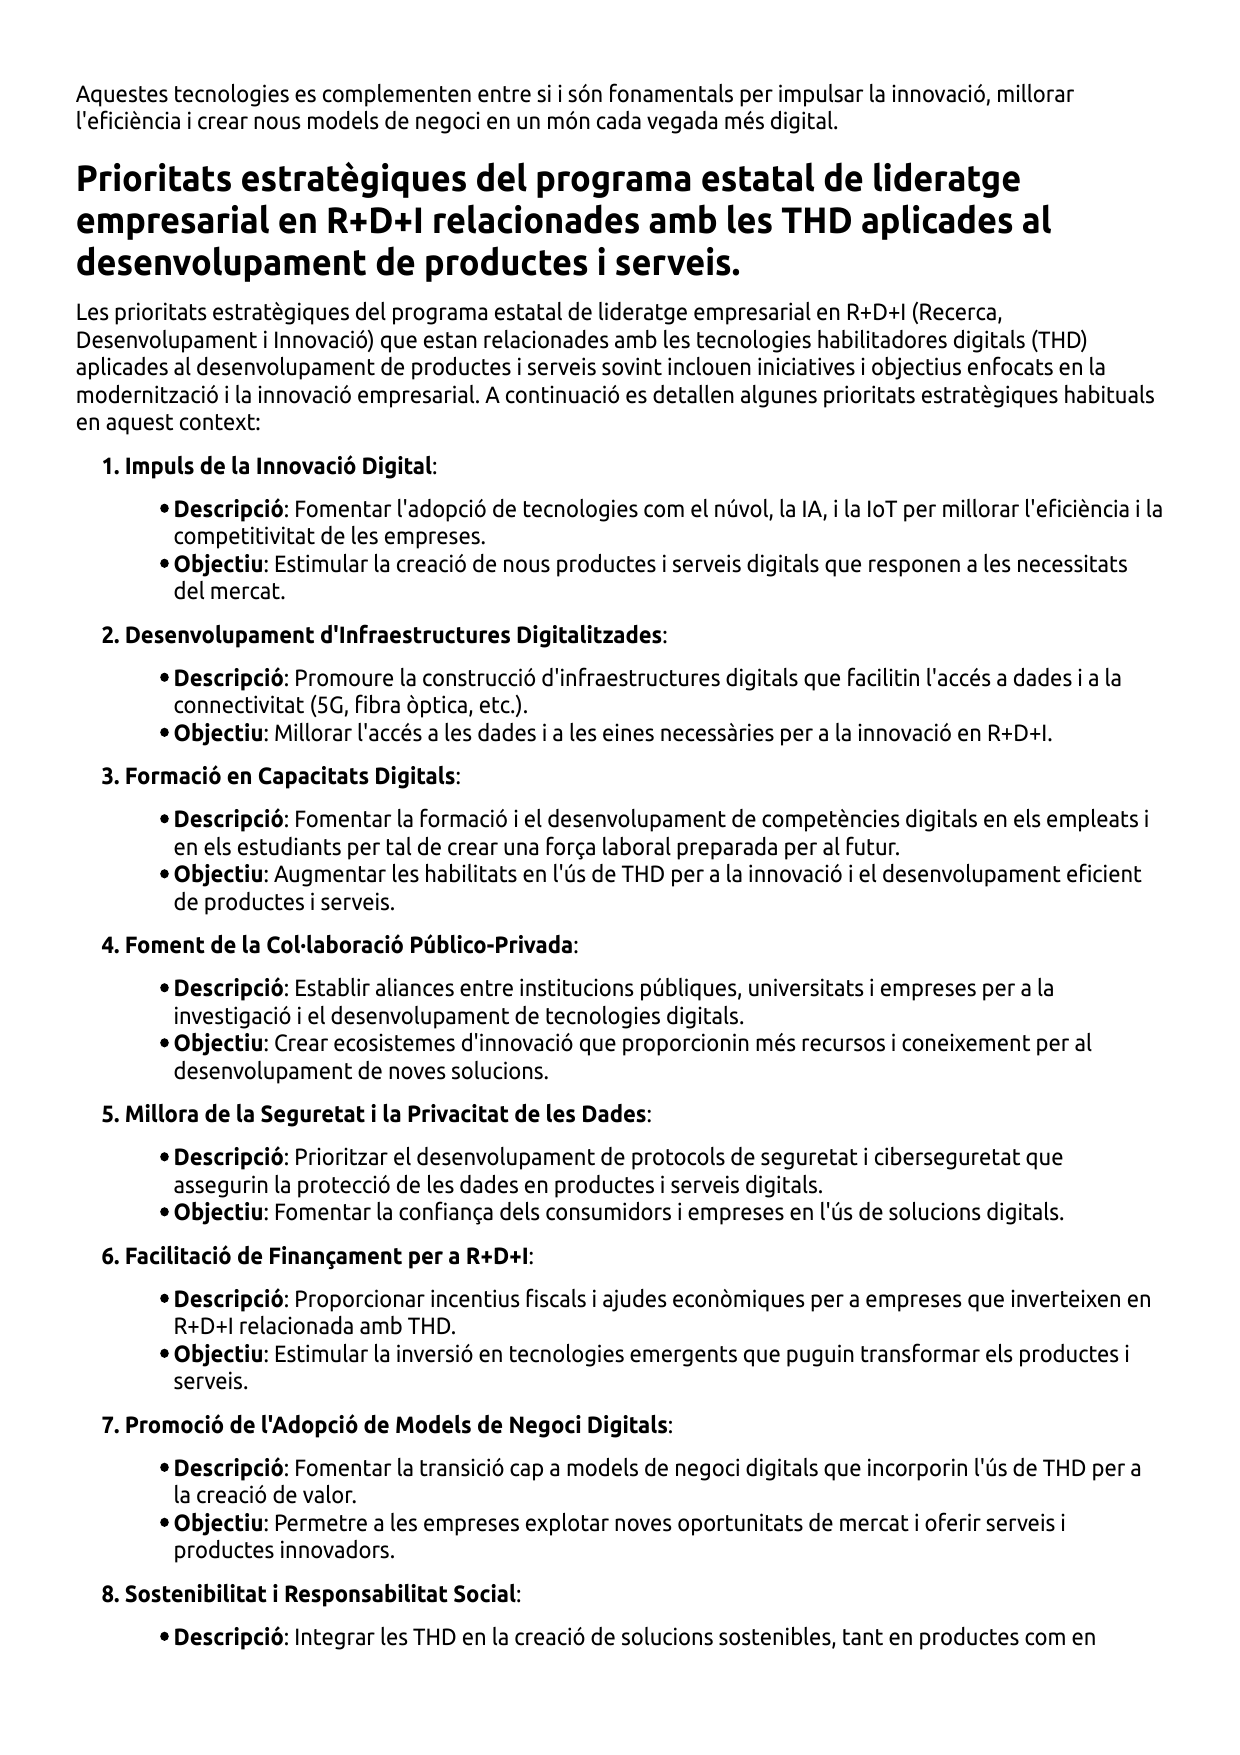 Aquestes tecnologies es complementen entre si i són fonamentals per impulsar la innovació, millorar
l'eficiència i crear nous models de negoci en un món cada vegada més digital.
Prioritats estratègiques del programa estatal de lideratge
empresarial en R+D+I relacionades amb les THD aplicades al
desenvolupament de productes i serveis.
Les prioritats estratègiques del programa estatal de lideratge empresarial en R+D+I (Recerca,
Desenvolupament i Innovació) que estan relacionades amb les tecnologies habilitadores digitals (THD)
aplicades al desenvolupament de productes i serveis sovint inclouen iniciatives i objectius enfocats en la
modernització i la innovació empresarial. A continuació es detallen algunes prioritats estratègiques habituals
en aquest context:
1. Impuls de la Innovació Digital:
• Descripció: Fomentar l'adopció de tecnologies com el núvol, la IA, i la IoT per millorar l'eficiència i la
competitivitat de les empreses.
• Objectiu: Estimular la creació de nous productes i serveis digitals que responen a les necessitats
del mercat.
2. Desenvolupament d'Infraestructures Digitalitzades:
• Descripció: Promoure la construcció d'infraestructures digitals que facilitin l'accés a dades i a la
connectivitat (5G, fibra òptica, etc.).
• Objectiu: Millorar l'accés a les dades i a les eines necessàries per a la innovació en R+D+I.
3. Formació en Capacitats Digitals:
• Descripció: Fomentar la formació i el desenvolupament de competències digitals en els empleats i
en els estudiants per tal de crear una força laboral preparada per al futur.
• Objectiu: Augmentar les habilitats en l'ús de THD per a la innovació i el desenvolupament eficient
de productes i serveis.
4. Foment de la Col·laboració Público-Privada:
• Descripció: Establir aliances entre institucions públiques, universitats i empreses per a la
investigació i el desenvolupament de tecnologies digitals.
• Objectiu: Crear ecosistemes d'innovació que proporcionin més recursos i coneixement per al
desenvolupament de noves solucions.
5. Millora de la Seguretat i la Privacitat de les Dades:
• Descripció: Prioritzar el desenvolupament de protocols de seguretat i ciberseguretat que
assegurin la protecció de les dades en productes i serveis digitals.
• Objectiu: Fomentar la confiança dels consumidors i empreses en l'ús de solucions digitals.
6. Facilitació de Finançament per a R+D+I:
• Descripció: Proporcionar incentius fiscals i ajudes econòmiques per a empreses que inverteixen en
R+D+I relacionada amb THD.
• Objectiu: Estimular la inversió en tecnologies emergents que puguin transformar els productes i
serveis.
7. Promoció de l'Adopció de Models de Negoci Digitals:
• Descripció: Fomentar la transició cap a models de negoci digitals que incorporin l'ús de THD per a
la creació de valor.
• Objectiu: Permetre a les empreses explotar noves oportunitats de mercat i oferir serveis i
productes innovadors.
8. Sostenibilitat i Responsabilitat Social:
• Descripció: Integrar les THD en la creació de solucions sostenibles, tant en productes com en